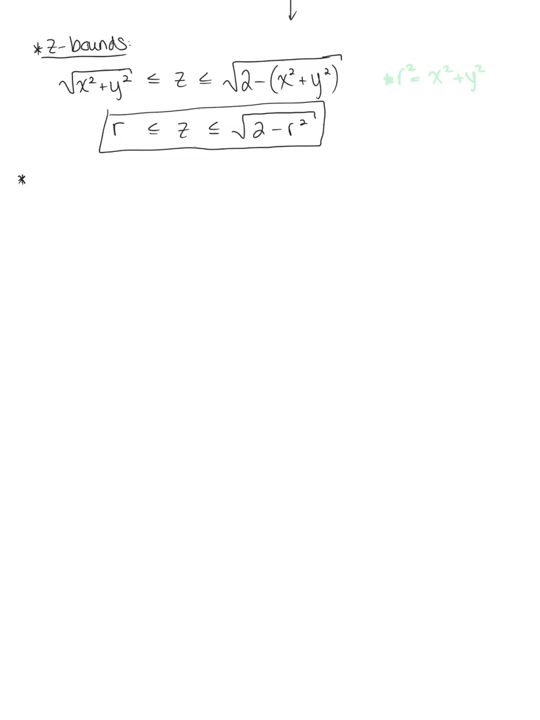 * z-bounds:
√x²+y² ≤ z ≤ √2-(x²+y²) *r² = x²+y²
r ≤ z ≤ √2-r²
*